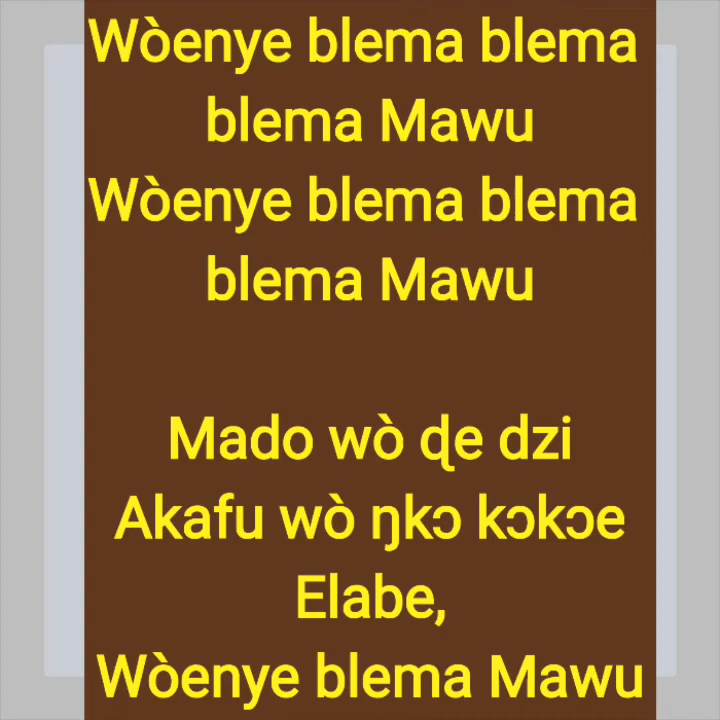 Wòenye blema blema
blema Mawu
Wòenye blema blema
blema Mawu
Mado wò ɖe dzi
Akafu wò ŋkɔ kɔkɔe
Elabe,
Wòenye blema Mawu